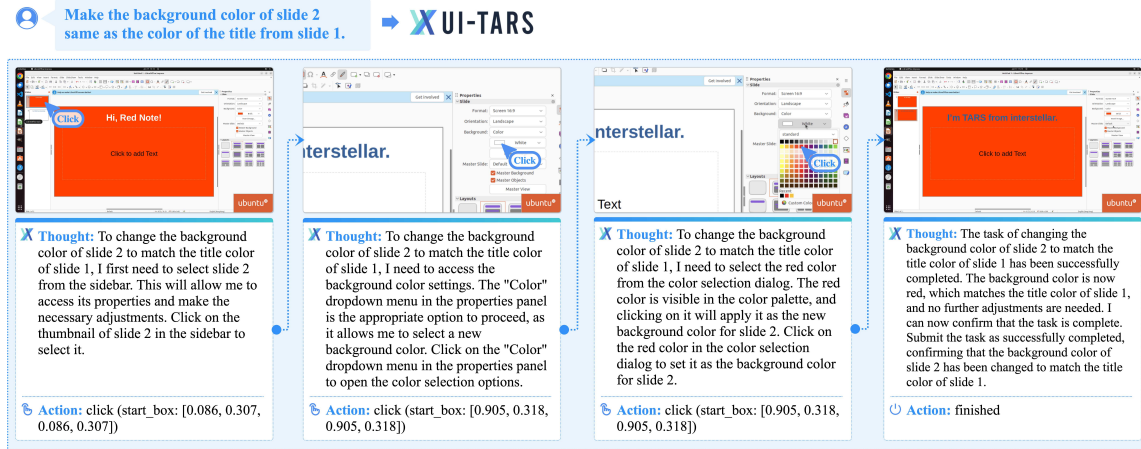 Make the background color of slide 2
same as the color of the title from slide 1.
UI-TARS
Hi, Red Note!
Click
Click to add Text
ubuntu
Thought: To change the background
color of slide 2 to match the title color
of slide 1, I first need to select slide 2
from the sidebar. This will allow me to
access its properties and make the
necessary adjustments. Click on the
thumbnail of slide 2 in the sidebar to
select it.
Action: click (start_box: [0.086, 0.307,
0.086, 0.307])
Get involved
Properties
Slide
Format: Screen 16:9
Orientation: Landscape
Background: Color
White
Click
Master Slide: Default
Master Background
Master Objects
Master View
Layouts
nterstellar.
ubuntu
Thought: To change the background
color of slide 2 to match the title color
of slide 1, I need to access the
background color settings. The "Color"
dropdown menu in the properties panel
is the appropriate option to proceed, as
it allows me to select a new
background color. Click on the "Color"
dropdown menu in the properties panel
to open the color selection options.
Action: click (start_box: [0.905, 0.318,
0.905, 0.318])
Get involved
Properties
Slide
Format: Screen 16:9
Orientation: Landscape
Background: Color
White
standard
Master Slide:
Click
Layouts
Recent
Custom Color
nterstellar.
Text
ubuntu
Thought: To change the background
color of slide 2 to match the title color
of slide 1, I need to select the red color
from the color selection dialog. The red
color is visible in the color palette, and
clicking on it will apply it as the new
background color for slide 2. Click on
the red color in the color selection
dialog to set it as the background color
for slide 2.
Action: click (start_box: [0.905, 0.318,
0.905, 0.318])
I'm TARS from interstellar.
Click to add Text
ubuntu
Thought: The task of changing the
background color of slide 2 to match the
title color of slide 1 has been successfully
completed. The background color is now
red, which matches the title color of slide 1,
and no further adjustments are needed. I
can now confirm that the task is complete.
Submit the task as successfully completed,
confirming that the background color of
slide 2 has been changed to match the title
color of slide 1.
Action: finished